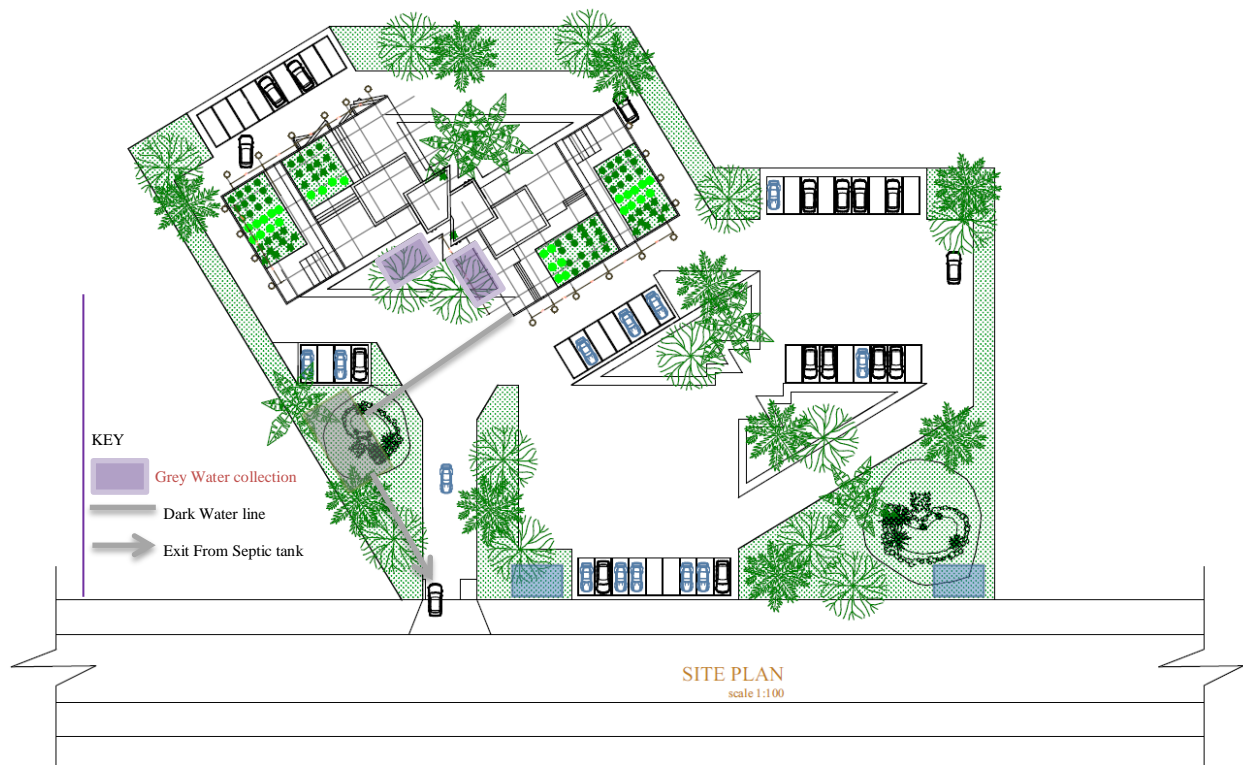 KEY
Grey Water collection
Dark Water line
Exit From Septic tank
SITE PLAN
scale 1:100